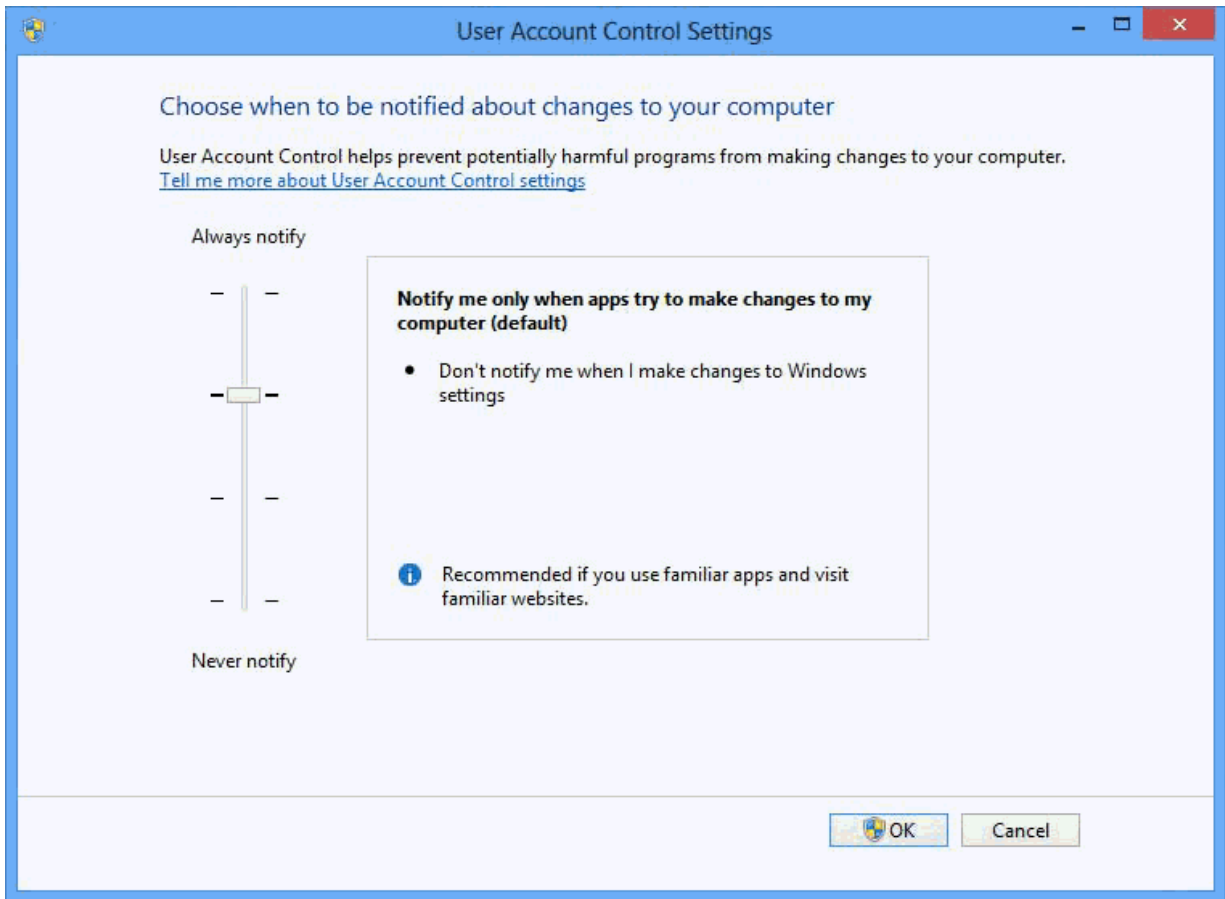 User Account Control Settings
Choose when to be notified about changes to your computer
User Account Control helps prevent potentially harmful programs from making changes to your computer.
Tell me more about User Account Control settings
Always notify
Notify me only when apps try to make changes to my
computer (default)
• Don't notify me when I make changes to Windows
settings
Recommended if you use familiar apps and visit
familiar websites.
Never notify
OK
Cancel